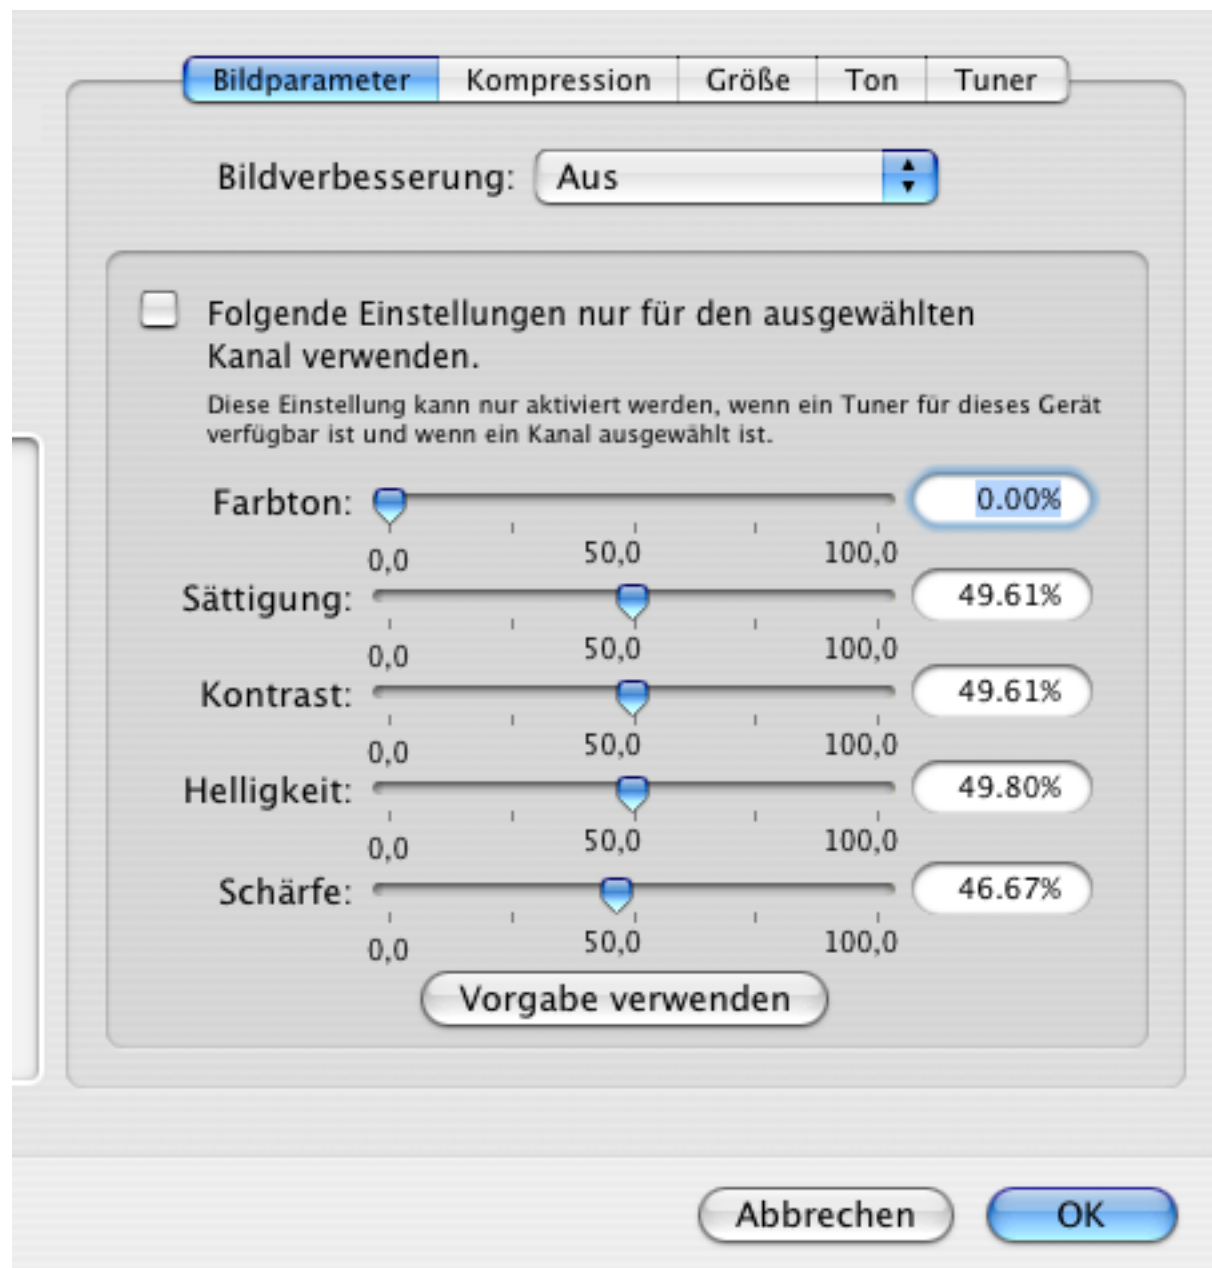 Bildparameter Kompression Größe Ton Tuner
Bildverbesserung: Aus
Folgende Einstellungen nur für den ausgewählten
Kanal verwenden.
Diese Einstellung kann nur aktiviert werden, wenn ein Tuner für dieses Gerät
verfügbar ist und wenn ein Kanal ausgewählt ist.
Farbton: 0.00%
0,0 50,0 100,0
Sättigung: 49.61%
0,0 50,0 100,0
Kontrast: 49.61%
0,0 50,0 100,0
Helligkeit: 49.80%
0,0 50,0 100,0
Schärfe: 46.67%
0,0 50,0 100,0
Vorgabe verwenden
Abbrechen OK